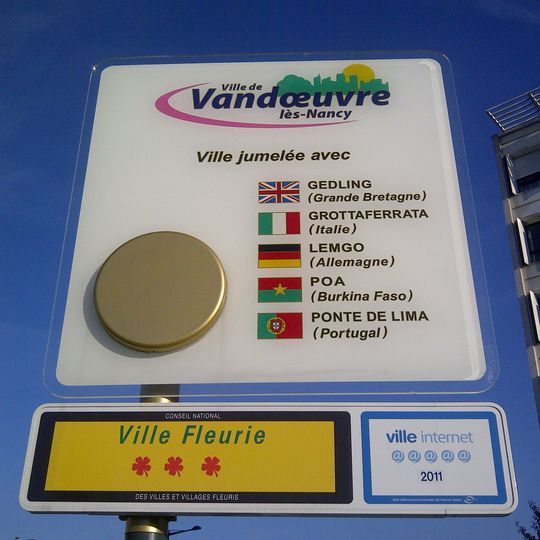 Ville de
Vandœuvre
lès-Nancy
Ville jumelée avec
GEDLING
(Grande Bretagne)
GROTTAFERRATA
(Italie)
LEMGO
(Allemagne)
POA
(Burkina Faso)
PONTE DE LIMA
(Portugal)
CONSEIL NATIONAL
Ville Fleurie
DES VILLES ET VILLAGES FLEURIS
ville internet
@@@@@
2011